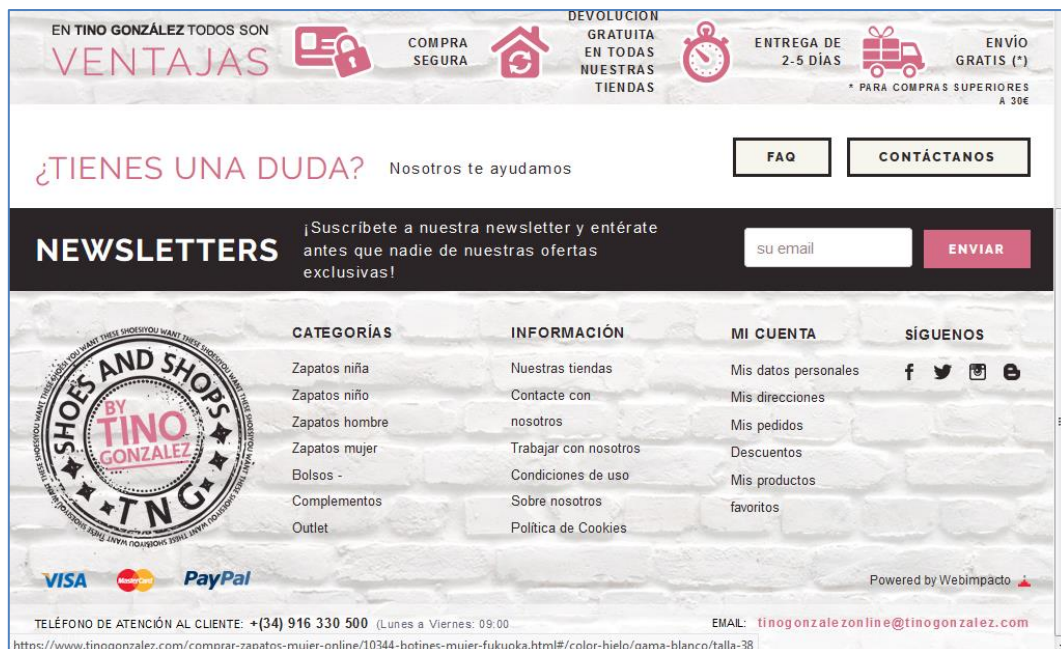 EN TINO GONZÁLEZ TODOS SON
VENTAJAS
COMPRA
SEGURA
DEVOLUCIÓN
GRATUITA
EN TODAS
NUESTRAS
TIENDAS
ENTREGA DE
2-5 DÍAS
ENVÍO
GRATIS (*)
* PARA COMPRAS SUPERIORES
A 30€
¿TIENES UNA DUDA?
Nosotros te ayudamos
FAQ
CONTÁCTANOS
NEWSLETTERS
¡Suscríbete a nuestra newsletter y entérate
antes que nadie de nuestras ofertas
exclusivas!
su email
ENVIAR
SHOES AND SHOPS
BY
TINO
GONZALEZ
TNG
CATEGORÍAS
Zapatos niña
Zapatos niño
Zapatos hombre
Zapatos mujer
Bolsos -
Complementos
Outlet
INFORMACIÓN
Nuestras tiendas
Contacte con
nosotros
Trabajar con nosotros
Condiciones de uso
Sobre nosotros
Política de Cookies
MI CUENTA
Mis datos personales
Mis direcciones
Mis pedidos
Descuentos
Mis productos
favoritos
SÍGUENOS
VISA
MasterCard
PayPal
Powered by Webimpacto
TELÉFONO DE ATENCIÓN AL CLIENTE: +(34) 916 330 500 (Lunes a Viernes: 09:00
EMAIL: tinogonzalezonline@tinogonzalez.com
https://www.tinogonzalez.com/comprar-zapatos-mujer-online/10344-botines-mujer-fukuoka.html#/color-hielo/gama-blanco/talla-38